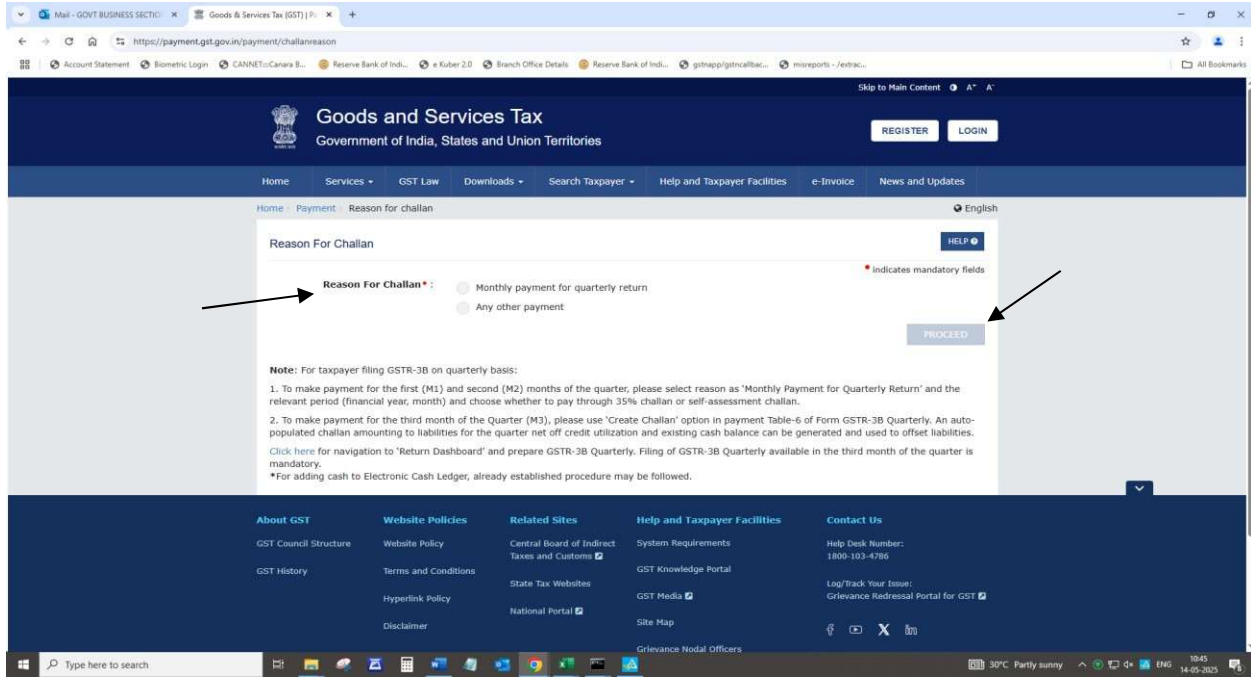 Mail - GOVT BUSINESS SECTIO
Goods & Services Tax (GST) | Pa
https://payment.gst.gov.in/payment/challanreason
Account Statement Biometric Login CANNET::Canara B... Reserve Bank of Indi... e Kuber 2.0 Branch Office Details Reserve Bank of Indi... gstnapp/gstncallbac... misreports - /extrac... All Bookmarks
Skip to Main Content A+ A-
Goods and Services Tax
Government of India, States and Union Territories
REGISTER LOGIN
Home Services GST Law Downloads Search Taxpayer Help and Taxpayer Facilities e-Invoice News and Updates
Home Payment Reason for challan English
Reason For Challan HELP
• indicates mandatory fields
Reason For Challan• : Monthly payment for quarterly return
Any other payment
PROCEED
Note: For taxpayer filing GSTR-3B on quarterly basis:
1. To make payment for the first (M1) and second (M2) months of the quarter, please select reason as 'Monthly Payment for Quarterly Return' and the
relevant period (financial year, month) and choose whether to pay through 35% challan or self-assessment challan.
2. To make payment for the third month of the Quarter (M3), please use 'Create Challan' option in payment Table-6 of Form GSTR-3B Quarterly. An auto-
populated challan amounting to liabilities for the quarter net off credit utilization and existing cash balance can be generated and used to offset liabilities.
Click here for navigation to 'Return Dashboard' and prepare GSTR-3B Quarterly. Filing of GSTR-3B Quarterly available in the third month of the quarter is
mandatory.
*For adding cash to Electronic Cash Ledger, already established procedure may be followed.
About GST Website Policies Related Sites Help and Taxpayer Facilities Contact Us
GST Council Structure Website Policy Central Board of Indirect System Requirements Help Desk Number:
Taxes and Customs 1800-103-4786
GST History Terms and Conditions GST Knowledge Portal
State Tax Websites Log/Track Your Issue:
Hyperlink Policy GST Media Grievance Redressal Portal for GST
National Portal
Disclaimer Site Map
Grievance Nodal Officers
Type here to search 30°C Partly sunny ENG 10:45
14-05-2025